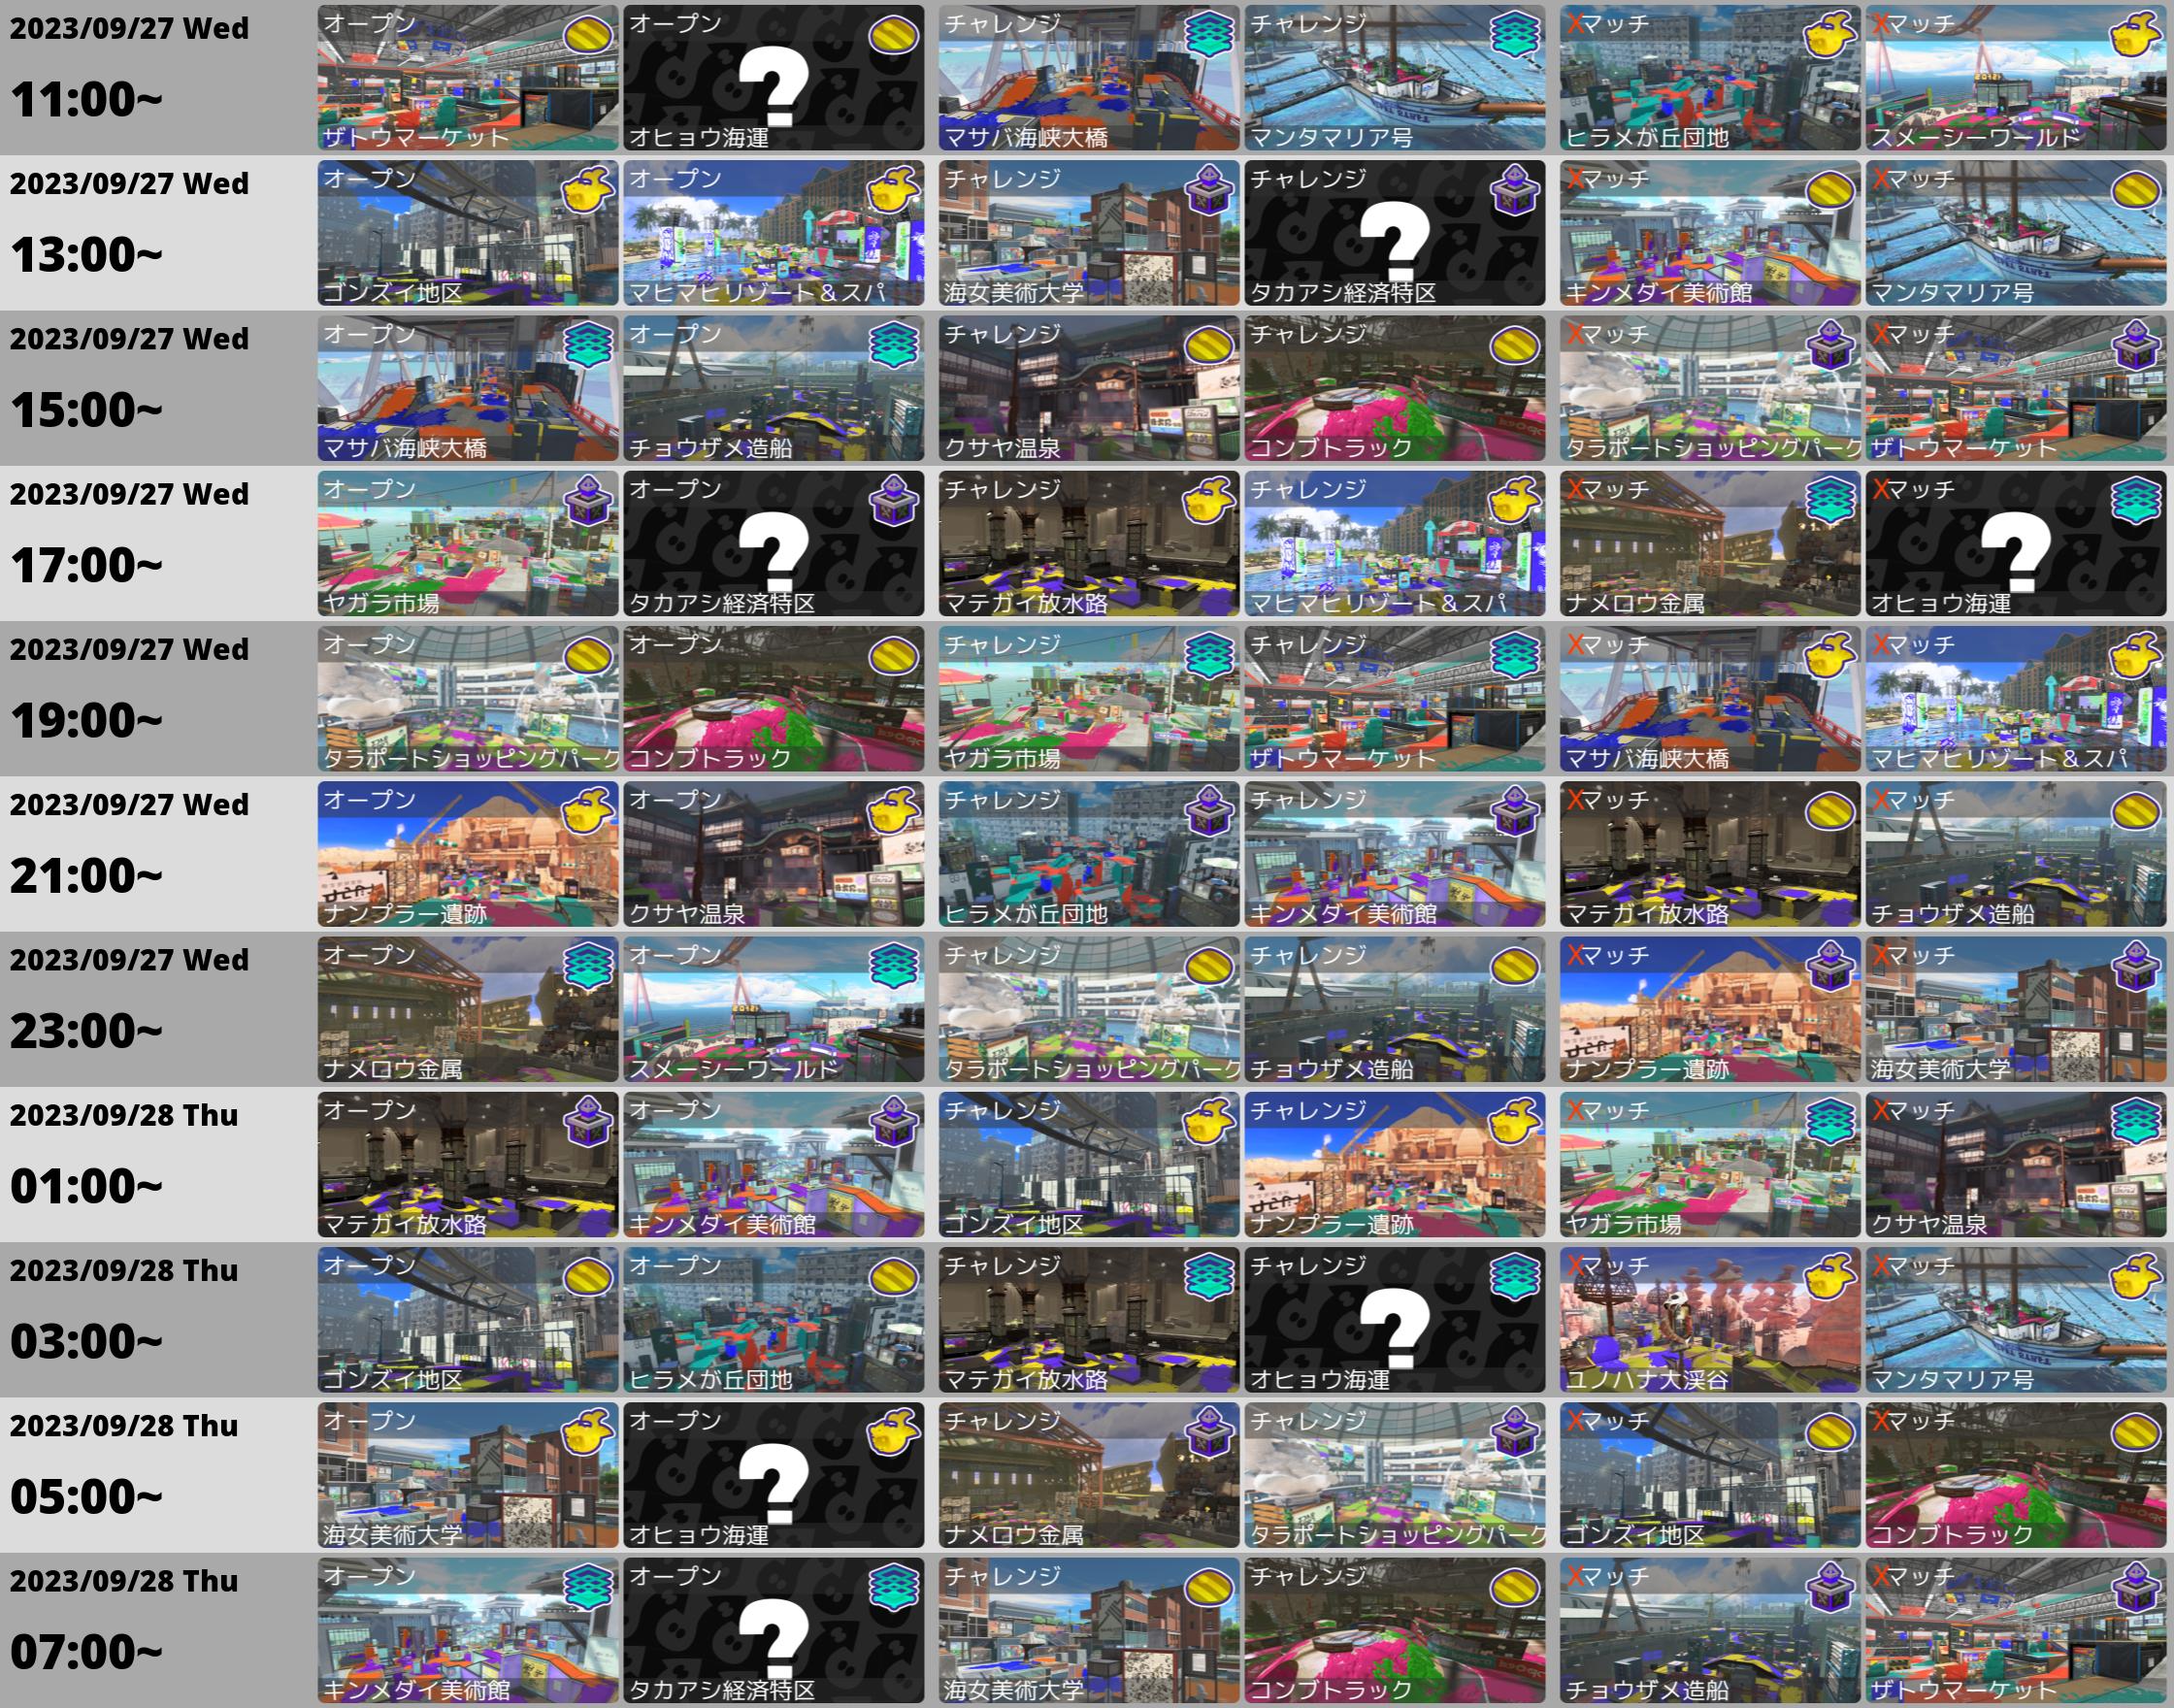 2023/09/27 Wed
11:00~
オープン オープン チャレンジ チャレンジ Xマッチ Xマッチ
ザトウマーケット オヒョウ海運 マサバ海峡大橋 マンタマリア号 ヒラメが丘団地 スメーシーワールド
2023/09/27 Wed
13:00~
オープン オープン チャレンジ チャレンジ Xマッチ Xマッチ
ゴンズイ地区 マヒマヒリゾート＆スパ 海女美術大学 タカアシ経済特区 キンメダイ美術館 マンタマリア号
2023/09/27 Wed
15:00~
オープン オープン チャレンジ チャレンジ Xマッチ Xマッチ
マサバ海峡大橋 チョウザメ造船 クサヤ温泉 コンブトラック タラポートショッピングパーク ザトウマーケット
2023/09/27 Wed
17:00~
オープン オープン チャレンジ チャレンジ Xマッチ Xマッチ
ヤガラ市場 タカアシ経済特区 マテガイ放水路 マヒマヒリゾート＆スパ ナメロウ金属 オヒョウ海運
2023/09/27 Wed
19:00~
オープン オープン チャレンジ チャレンジ Xマッチ Xマッチ
タラポートショッピングパーク コンブトラック ヤガラ市場 ザトウマーケット マサバ海峡大橋 マヒマヒリゾート＆スパ
2023/09/27 Wed
21:00~
オープン オープン チャレンジ チャレンジ Xマッチ Xマッチ
ナンプラー遺跡 クサヤ温泉 ヒラメが丘団地 キンメダイ美術館 マテガイ放水路 チョウザメ造船
2023/09/27 Wed
23:00~
オープン オープン チャレンジ チャレンジ Xマッチ Xマッチ
ナメロウ金属 スメーシーワールド タラポートショッピングパーク チョウザメ造船 ナンプラー遺跡 海女美術大学
2023/09/28 Thu
01:00~
オープン オープン チャレンジ チャレンジ Xマッチ Xマッチ
マテガイ放水路 キンメダイ美術館 ゴンズイ地区 ナンプラー遺跡 ヤガラ市場 クサヤ温泉
2023/09/28 Thu
03:00~
オープン オープン チャレンジ チャレンジ Xマッチ Xマッチ
ゴンズイ地区 ヒラメが丘団地 マテガイ放水路 オヒョウ海運 ユノハナ大渓谷 マンタマリア号
2023/09/28 Thu
05:00~
オープン オープン チャレンジ チャレンジ Xマッチ Xマッチ
海女美術大学 オヒョウ海運 ナメロウ金属 タラポートショッピングパーク ゴンズイ地区 コンブトラック
2023/09/28 Thu
07:00~
オープン オープン チャレンジ チャレンジ Xマッチ Xマッチ
キンメダイ美術館 タカアシ経済特区 海女美術大学 コンブトラック チョウザメ造船 ザトウマーケット